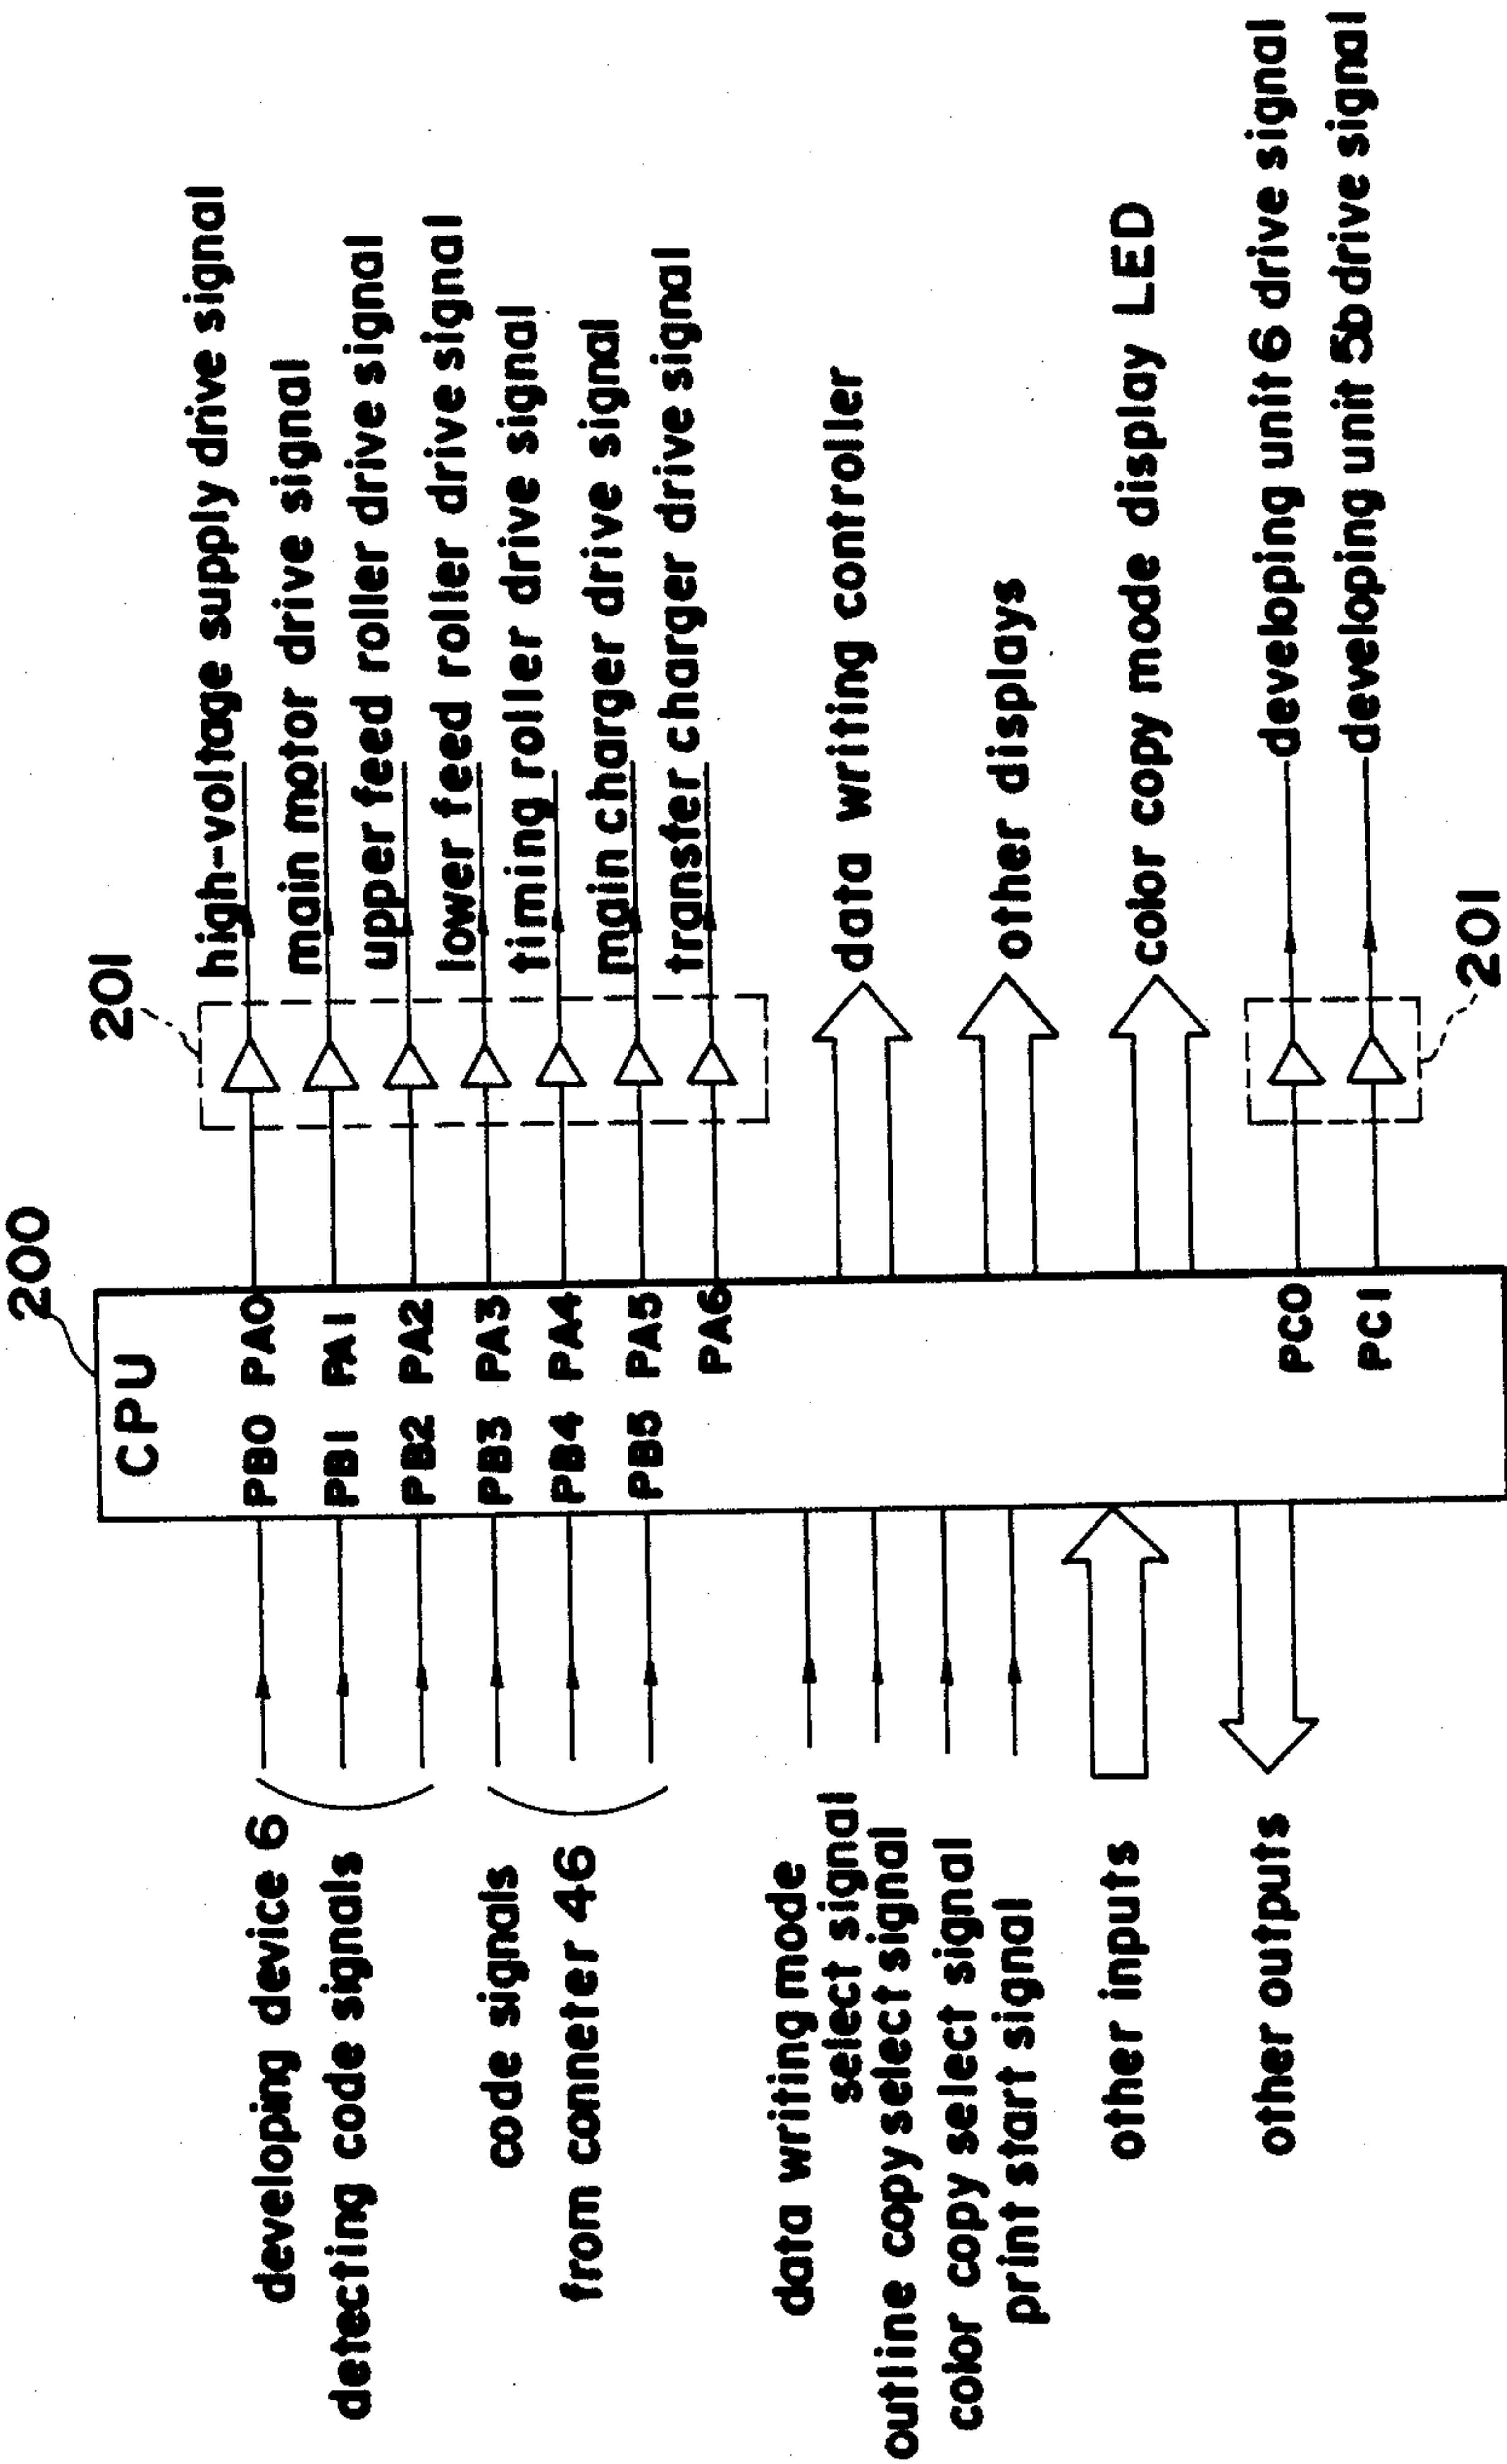 200
CPU
201
PB0 PA0
PB1 PA1
PB2 PA2
PB3 PA3
PB4 PA4
PB5 PA5
PA6
PC0
PC1
high-voltage supply drive signal
main motor drive signal
upper feed roller drive signal
lower feed roller drive signal
timing roller drive signal
main charger drive signal
transfer charger drive signal
data writing controller
other displays
color copy mode display LED
developing unit 6 drive signal
developing unit 5b drive signal
201
developing device 6
detecting code signals
code signals
from conneter 46
data writing mode
select signal
outline copy select signal
color copy select signal
print start signal
other inputs
other outputs